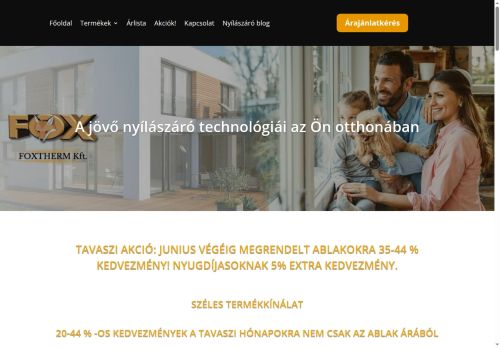 Főoldal Termékek Árlista Akciók! Kapcsolat Nyílászáró blog Árajánlatkérés
FOX
FOXTHERM Kft.
A jövő nyílászáró technológiái az Ön otthonában
TAVASZI AKCIÓ: JUNIUS VÉGÉIG MEGRENDELT ABLAKOKRA 35-44 %
KEDVEZMÉNY! NYUGDÍJASOKNAK 5% EXTRA KEDVEZMÉNY.
SZÉLES TERMÉKKÍNÁLAT
20-44 % -OS KEDVEZMÉNYEK A TAVASZI HÓNAPOKRA NEM CSAK AZ ABLAK ÁRÁBÓL